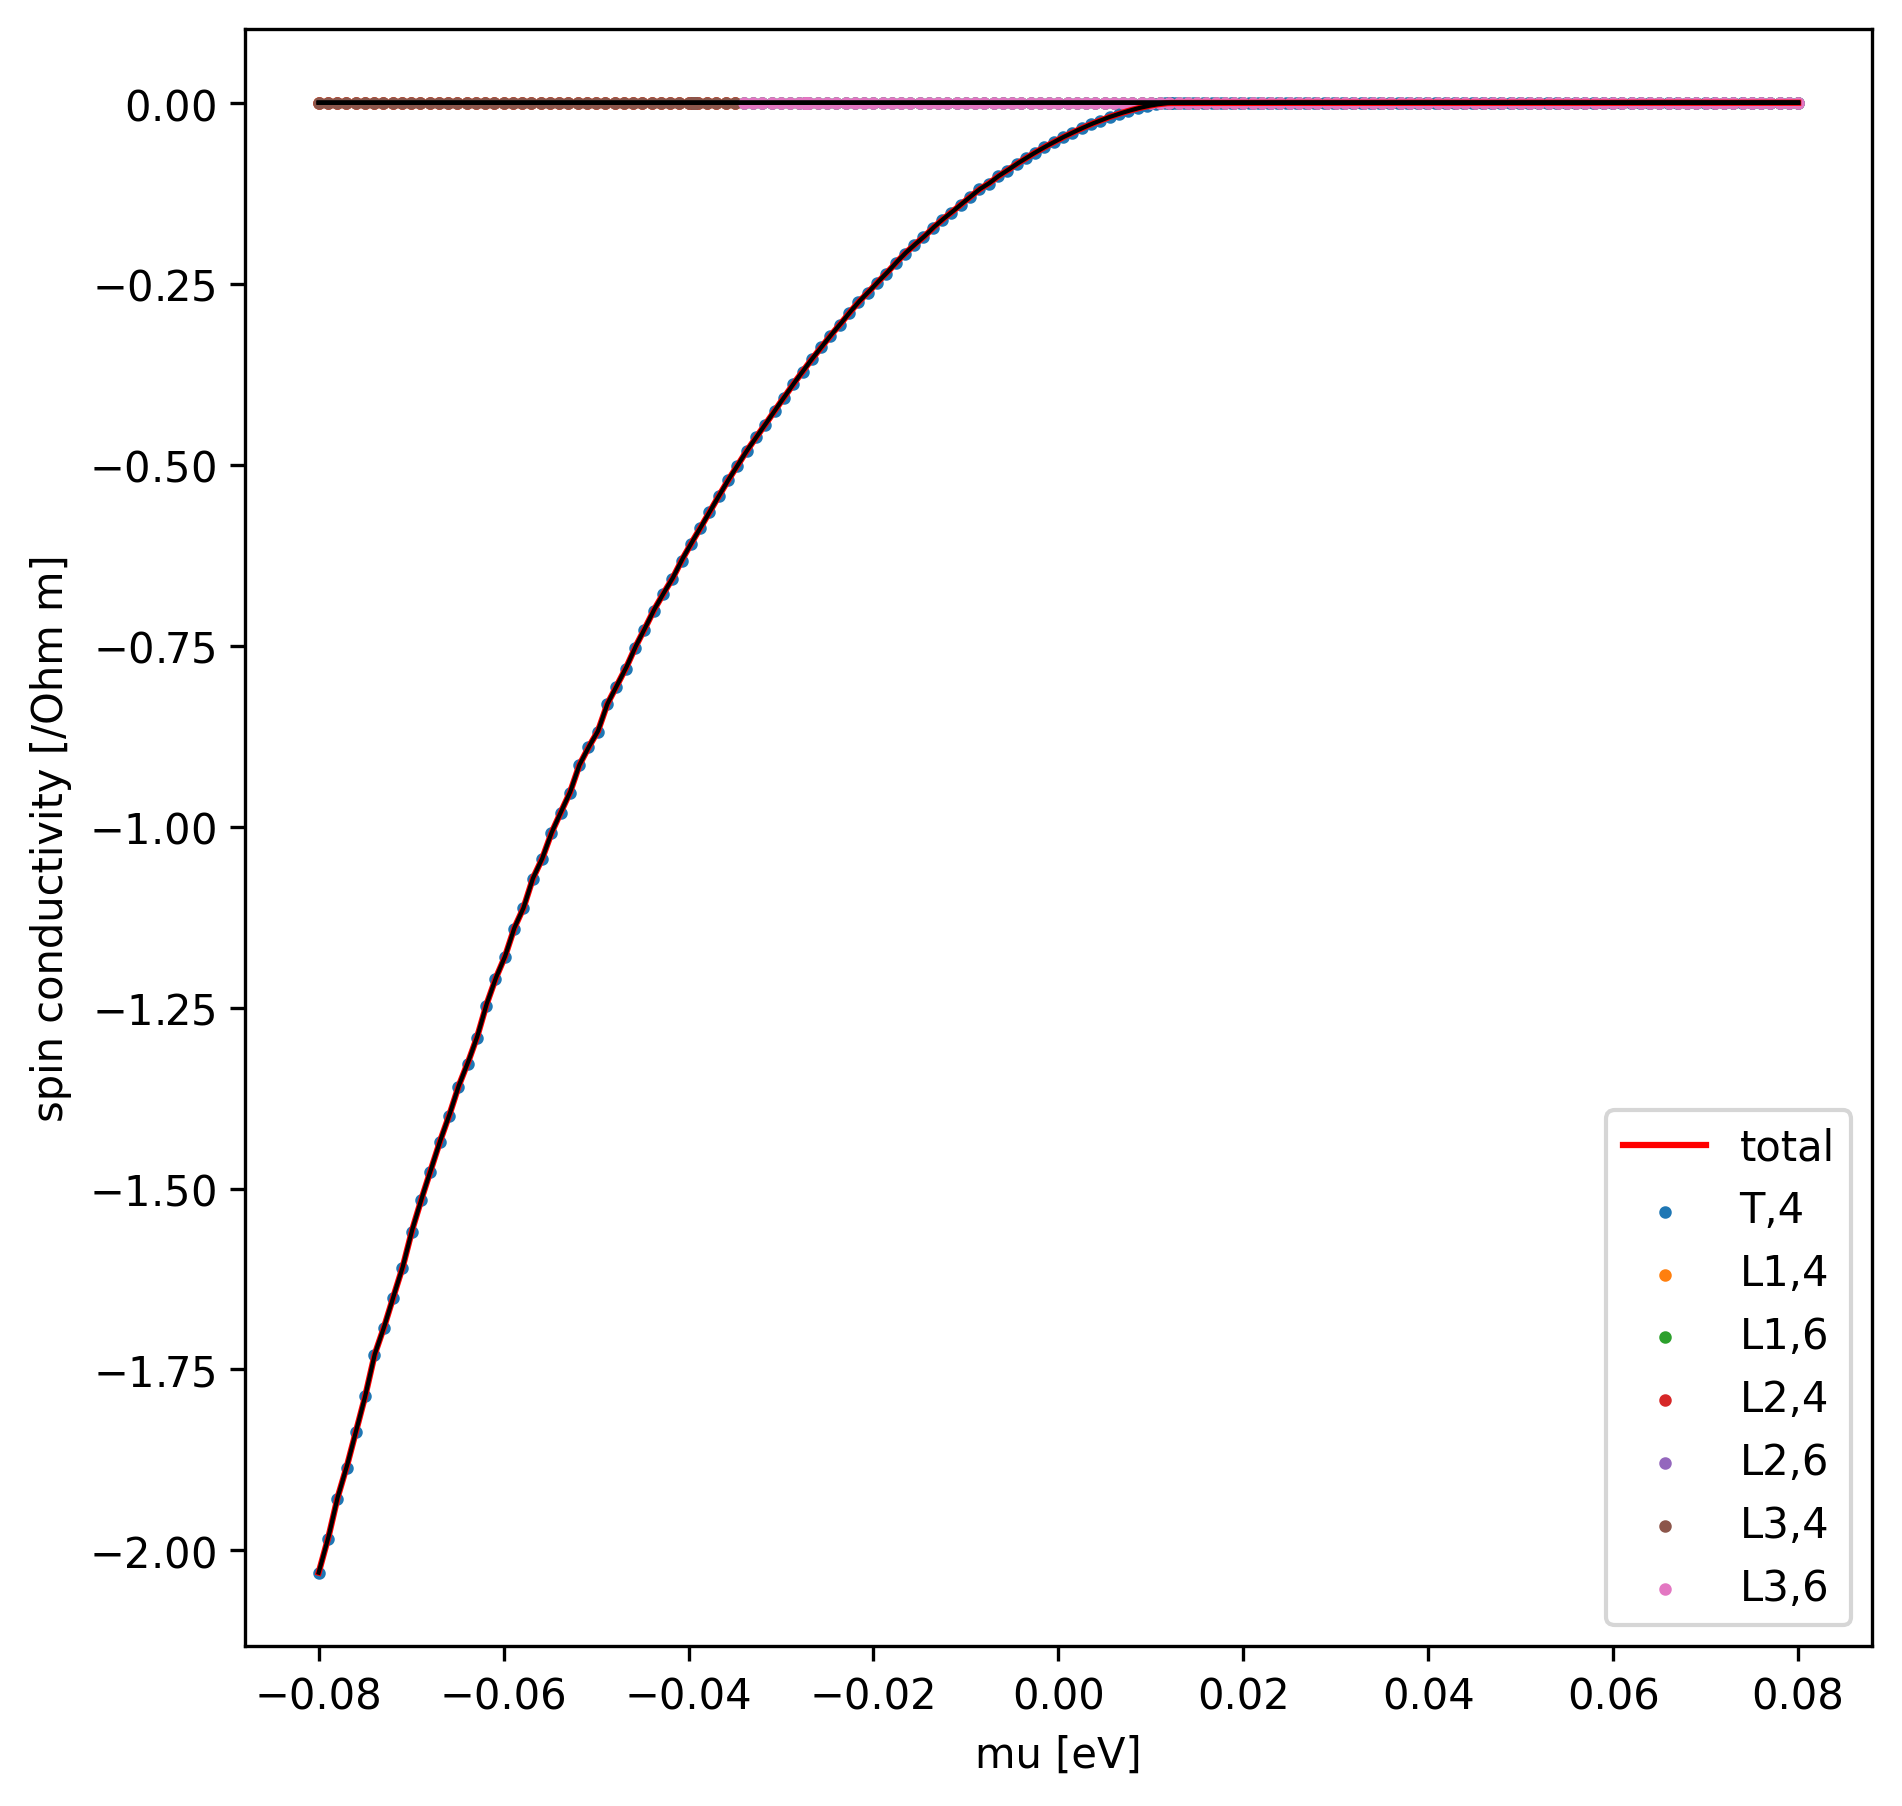 0.00
−0.25
−0.50
−0.75
−1.00
−1.25
−1.50
−1.75
−2.00
spin conductivity [/Ohm m]
total
T,4
L1,4
L1,6
L2,4
L2,6
L3,4
L3,6
−0.08 −0.06 −0.04 −0.02 0.00 0.02 0.04 0.06 0.08
mu [eV]